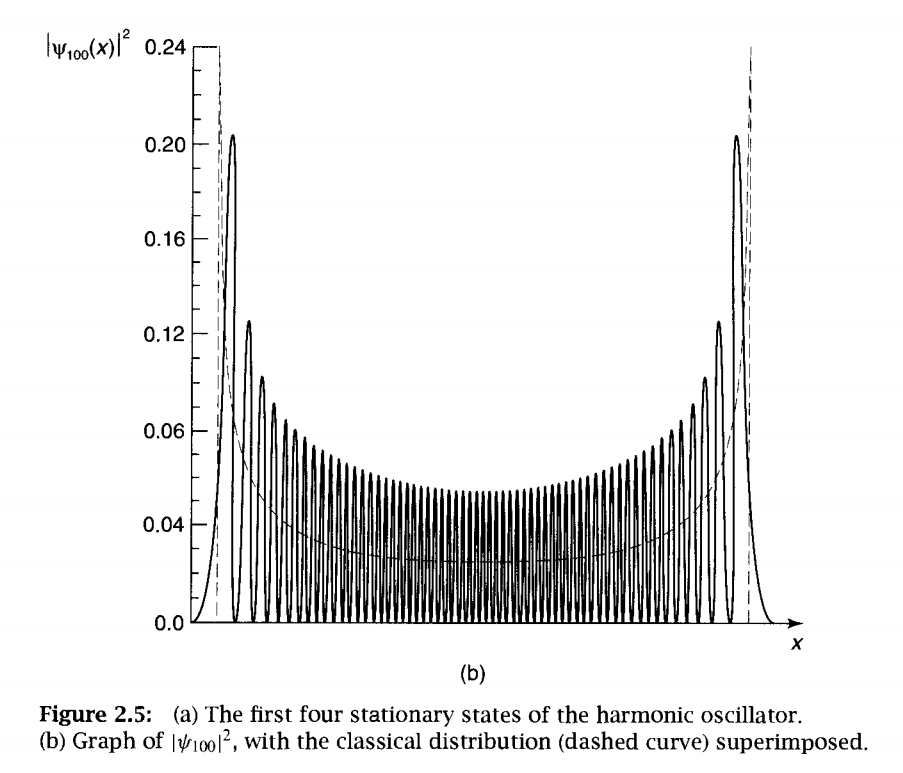 |ψ₁₀₀(x)|²
0.24
0.20
0.16
0.12
0.06
0.04
0.0
x
(b)
Figure 2.5: (a) The first four stationary states of the harmonic oscillator.
(b) Graph of |ψ₁₀₀|², with the classical distribution (dashed curve) superimposed.